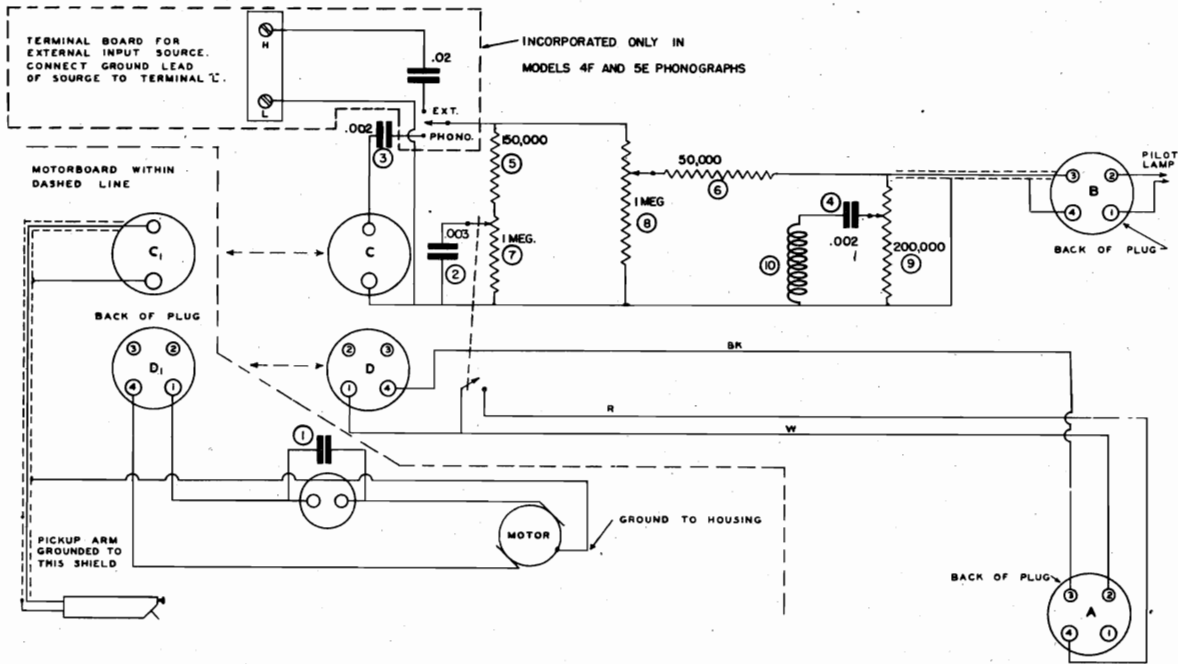 TERMINAL BOARD FOR
EXTERNAL INPUT SOURCE.
CONNECT GROUND LEAD
OF SOURCE TO TERMINAL "L".
H
L
.02
INCORPORATED ONLY IN
MODELS 4F AND 5E PHONOGRAPHS
EXT.
PHONO.
.002
3
150,000
5
MOTORBOARD WITHIN
DASHED LINE
C1
C
.003
2
1 MEG.
7
1 MEG
8
50,000
6
4
.002
10
200,000
9
3
2
B
4
1
PILOT
LAMP
BACK OF PLUG
BACK OF PLUG
3
2
D1
4
1
2
3
D
1
4
BK
R
W
1
MOTOR
GROUND TO HOUSING
PICKUP ARM
GROUNDED TO
THIS SHIELD
BACK OF PLUG
3
2
A
4
1